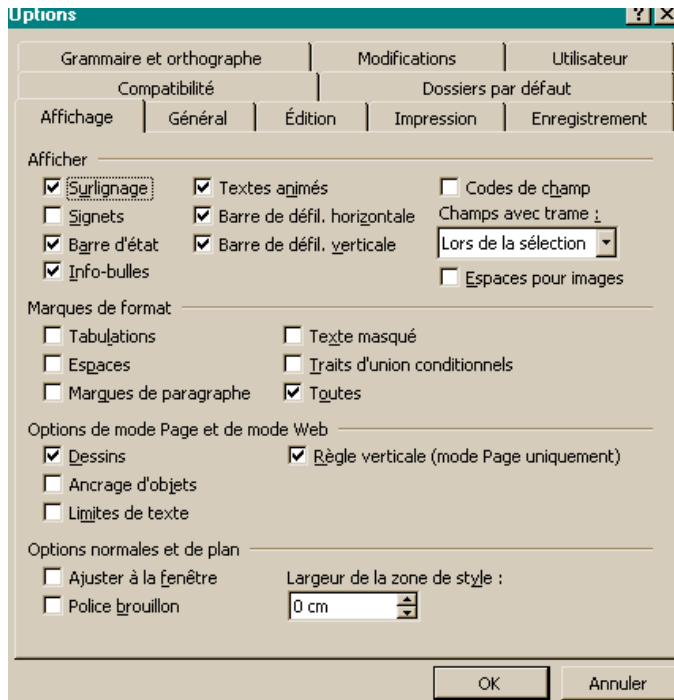 Options
Grammaire et orthographe Modifications Utilisateur
Compatibilité Dossiers par défaut
Affichage Général Édition Impression Enregistrement
Afficher
Surlignage Textes animés Codes de champ
Signets Barre de défil. horizontale Champs avec trame :
Barre d'état Barre de défil. verticale Lors de la sélection
Info-bulles Espaces pour images
Marques de format
Tabulations Texte masqué
Espaces Traits d'union conditionnels
Marques de paragraphe Toutes
Options de mode Page et de mode Web
Dessins Règle verticale (mode Page uniquement)
Ancrage d'objets
Limites de texte
Options normales et de plan
Ajuster à la fenêtre Largeur de la zone de style :
Police brouillon 0 cm
OK Annuler